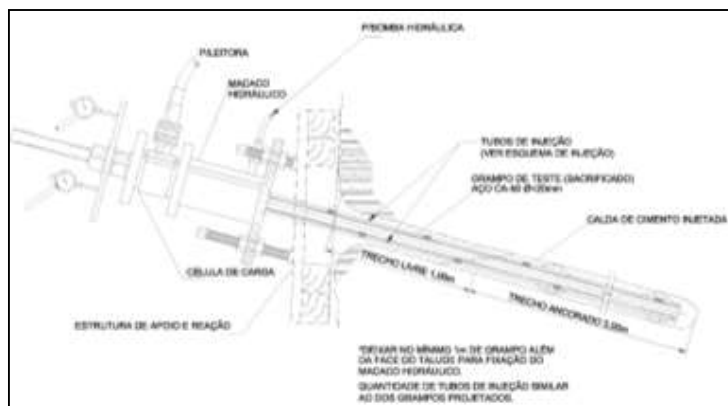 P/BOMBA HIDRÁULICA
P/LEITORA
MACACO
HIDRÁULICO
TUBOS DE INJEÇÃO
(VER ESQUEMA DE INJEÇÃO)
GRAMPO DE TESTE (SACRIFICADO)
AÇO CA-50 Ø=20mm
CALDA DE CIMENTO INJETADA
CÉLULA DE CARGA
TRECHO LIVRE 1,00m
TRECHO ANCORADO 3,00m
ESTRUTURA DE APOIO E REAÇÃO
*DEIXAR NO MÍNIMO 1m DE GRAMPO ALÉM
DA FACE DO TALUDE PARA FIXAÇÃO DO
MACACO HIDRÁULICO.
QUANTIDADE DE TUBOS DE INJEÇÃO SIMILAR
AO DOS GRAMPOS PROJETADOS.